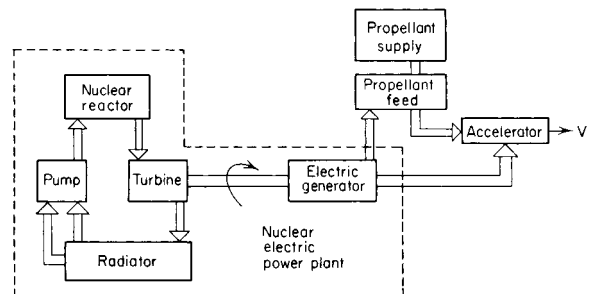 Propellant
supply
Nuclear
reactor
Propellant
feed
Accelerator
V
Pump
Turbine
Electric
generator
Nuclear
electric
power plant
Radiator